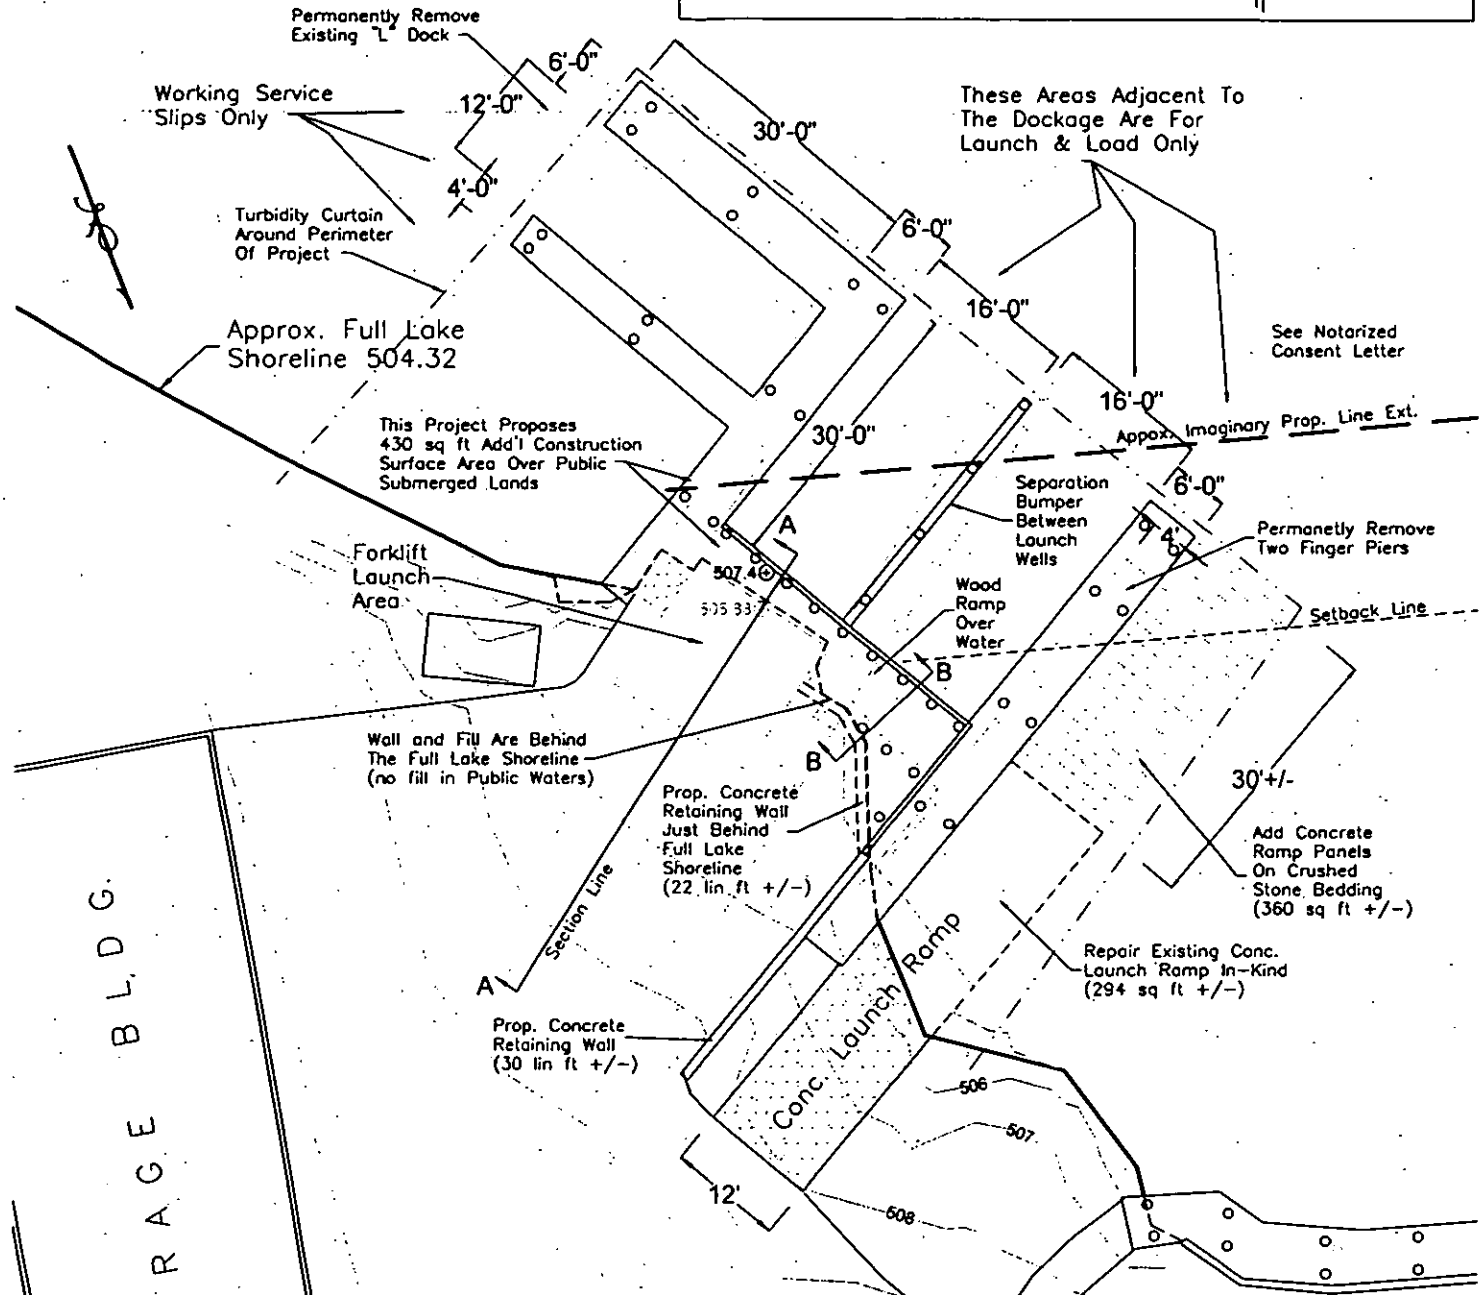 Permanently Remove
Existing "L" Dock
6'-0"
Working Service
Slips Only
12'-0"
30'-0"
These Areas Adjacent To
The Dockage Are For
Launch & Load Only
4'-0"
Turbidity Curtain
Around Perimeter
Of Project
6'-0"
16'-0"
Approx. Full Lake
Shoreline 504.32
See Notarized
Consent Letter
16'-0"
This Project Proposes
430 sq ft Add'l Construction
Surface Area Over Public
Submerged Lands
30'-0"
Appox. Imaginary Prop. Line Ext.
Separation
Bumper
Between
Launch
Wells
6'-0"
A
4'
Permanetly Remove
Two Finger Piers
Forklift
Launch
Area
507.4
Wood
Ramp
Over
Water
Setback Line
B
Wall and Fill Are Behind
The Full Lake Shoreline
(no fill in Public Waters)
B
Prop. Concrete
Retaining Wall
Just Behind
Full Lake
Shoreline
(22 lin ft +/-)
30'+/-
Add Concrete
Ramp Panels
On Crushed
Stone Bedding
(360 sq ft +/-)
Section Line
A
Repair Existing Conc.
Launch Ramp In-Kind
(294 sq ft +/-)
Prop. Concrete
Retaining Wall
(30 lin ft +/-)
Conc. Launch Ramp
506
507
508
12'
RAGE BLDG.